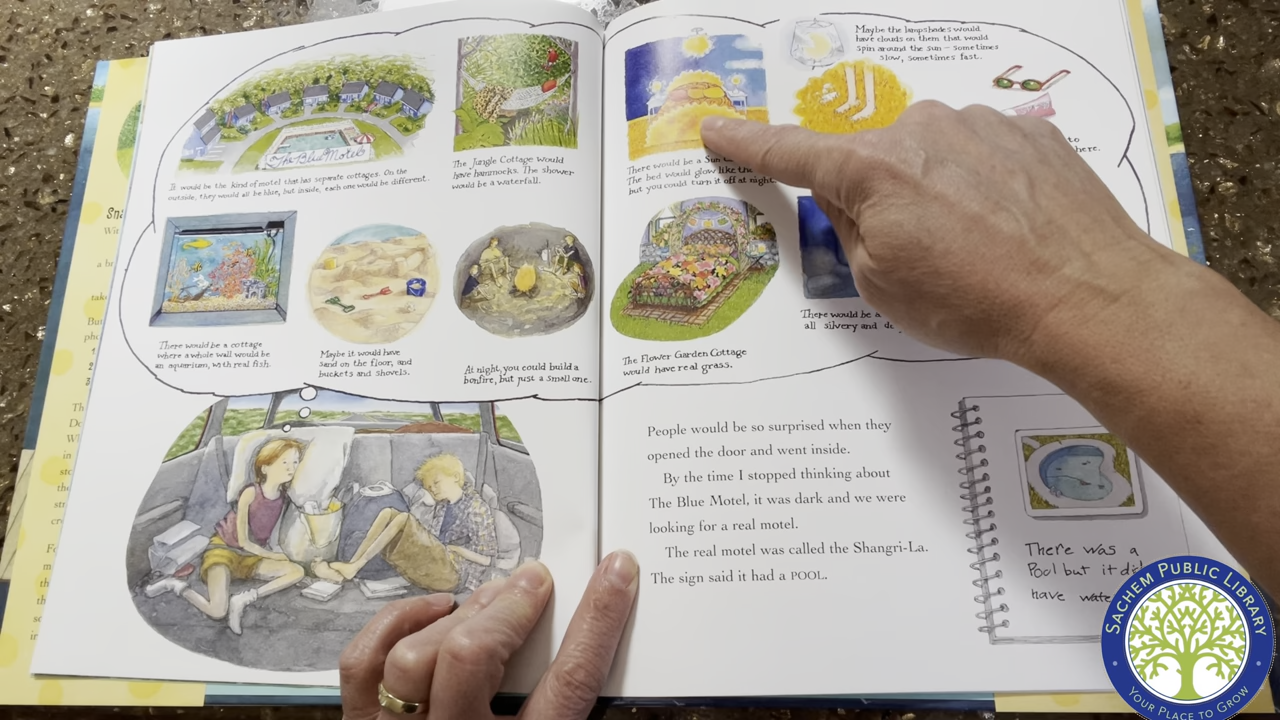 The Blue Motel
It would be the kind of motel that has separate cottages. On the
outside, they would all be blue, but inside, each one would be different.
The Jungle Cottage would
have hammocks. The shower
would be a waterfall.
There would be a cottage
where a whole wall would be
an aquarium, with real fish.
Maybe it would have
sand on the floor, and
buckets and shovels.
At night, you could build a
bonfire, but just a small one.
There would be a Sun
The bed would glow like the
but you could turn it off at night.
Maybe the lampshades would
have clouds on them that would
spin around the sun – sometimes
slow, sometimes fast.
to
here.
The Flower Garden Cottage
would have real grass.
There would be a
all silvery and
People would be so surprised when they
opened the door and went inside.
By the time I stopped thinking about
The Blue Motel, it was dark and we were
looking for a real motel.
The real motel was called the Shangri-La.
The sign said it had a POOL.
There was a
Pool but it
have
SACHEM PUBLIC LIBRARY
YOUR PLACE TO GROW